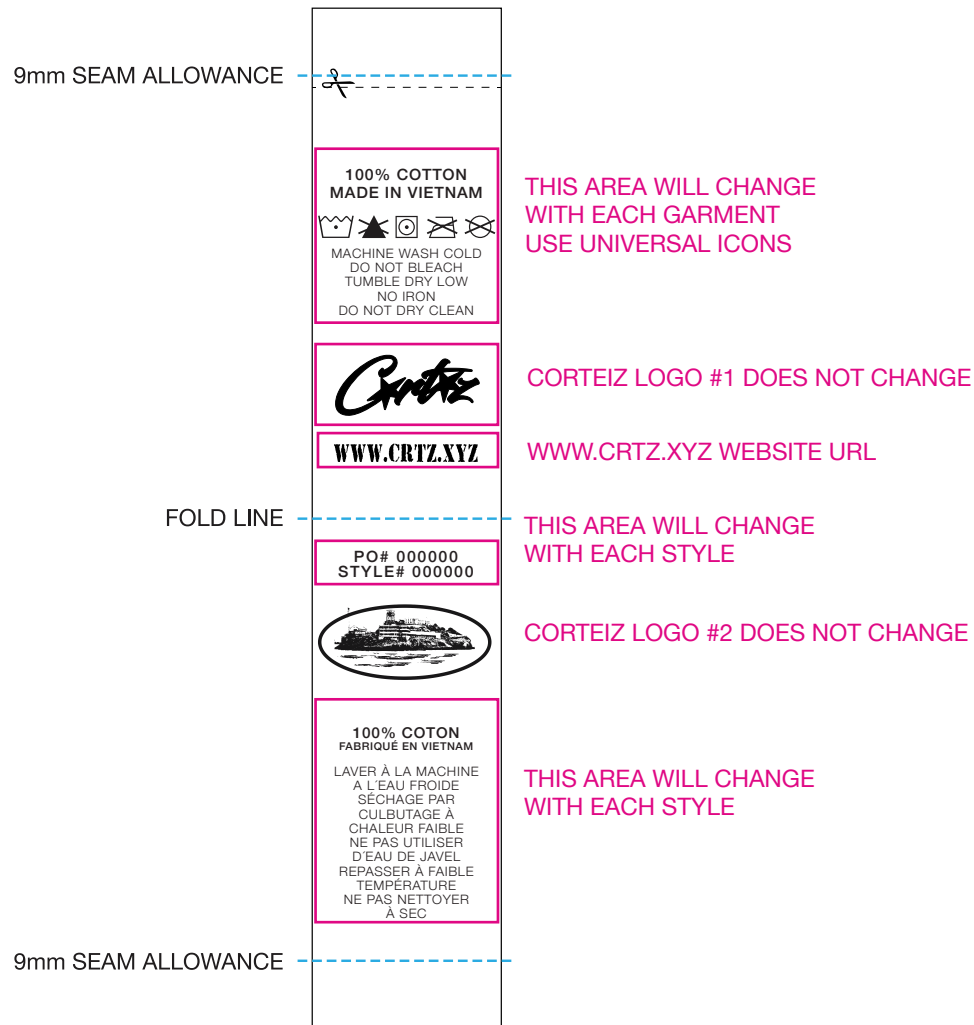 9mm SEAM ALLOWANCE
100% COTTON
MADE IN VIETNAM
MACHINE WASH COLD
DO NOT BLEACH
TUMBLE DRY LOW
NO IRON
DO NOT DRY CLEAN
THIS AREA WILL CHANGE
WITH EACH GARMENT
USE UNIVERSAL ICONS
Crtz
CORTEIZ LOGO #1 DOES NOT CHANGE
WWW.CRTZ.XYZ
WWW.CRTZ.XYZ WEBSITE URL
FOLD LINE
THIS AREA WILL CHANGE
WITH EACH STYLE
PO# 000000
STYLE# 000000
CORTEIZ LOGO #2 DOES NOT CHANGE
100% COTON
FABRIQUÉ EN VIETNAM
LAVER À LA MACHINE
A L´EAU FROIDE
SÉCHAGE PAR
CULBUTAGE À
CHALEUR FAIBLE
NE PAS UTILISER
D´EAU DE JAVEL
REPASSER À FAIBLE
TEMPÉRATURE
NE PAS NETTOYER
À SEC
THIS AREA WILL CHANGE
WITH EACH STYLE
9mm SEAM ALLOWANCE